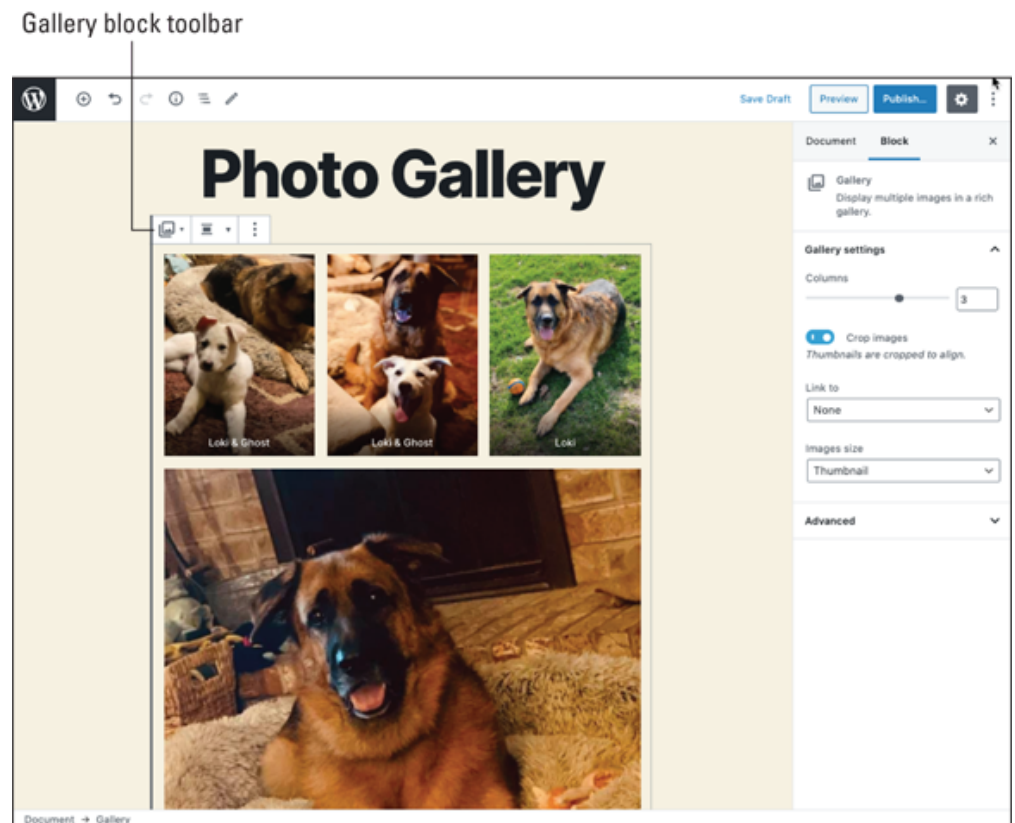 Gallery block toolbar
Save Draft
Preview
Publish...
Document
Block
Photo Gallery
Gallery
Display multiple images in a rich
gallery.
Gallery settings
Columns
3
Crop images
Thumbnails are cropped to align.
Link to
None
Images size
Thumbnail
Advanced
Loki & Ghost
Loki & Ghost
Loki
Document → Gallery